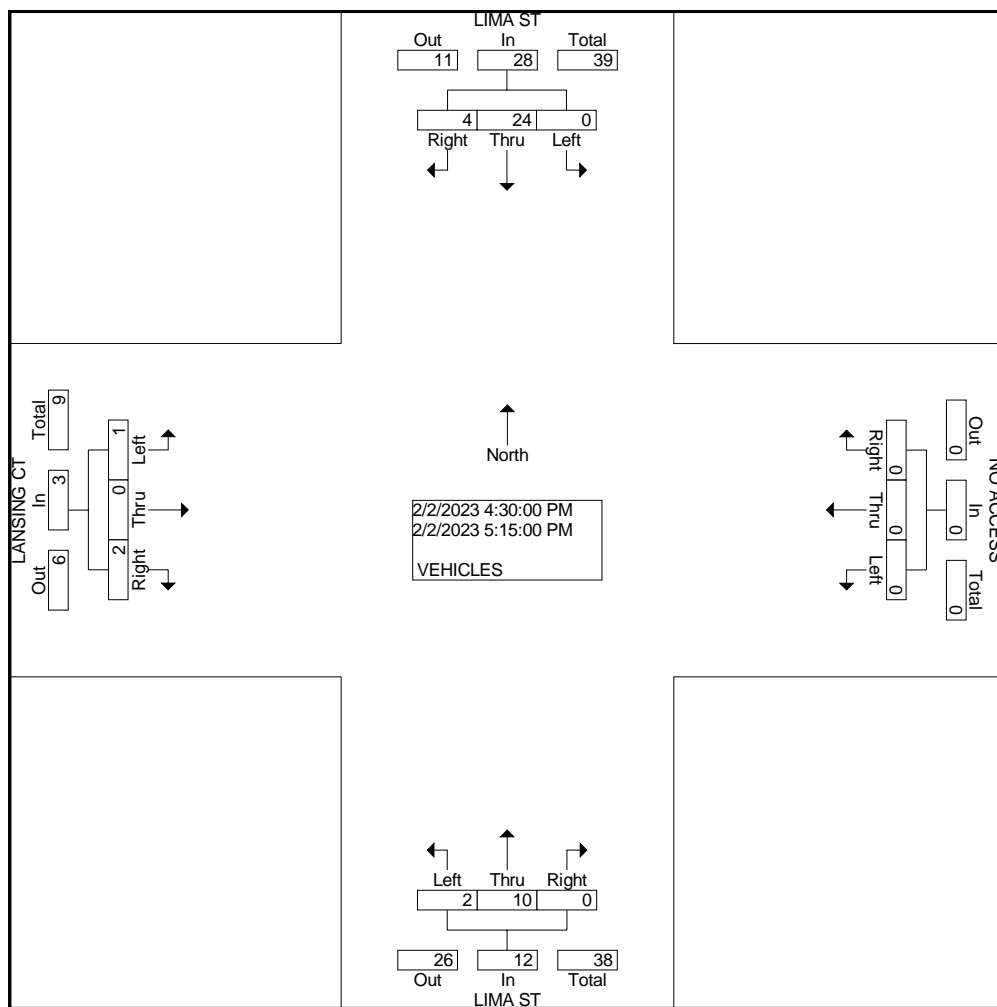 LIMA ST
Out In Total
11 28 39
4 24 0
Right Thru Left
LANSING CT
Total In Out
9 3 6
1 0 2
Left Thru Right
North
2/2/2023 4:30:00 PM
2/2/2023 5:15:00 PM
VEHICLES
Right Thru Left
0 0 0
Out In Total
0 0 0
NO ACCESS
Left Thru Right
2 10 0
26 12 38
Out In Total
LIMA ST